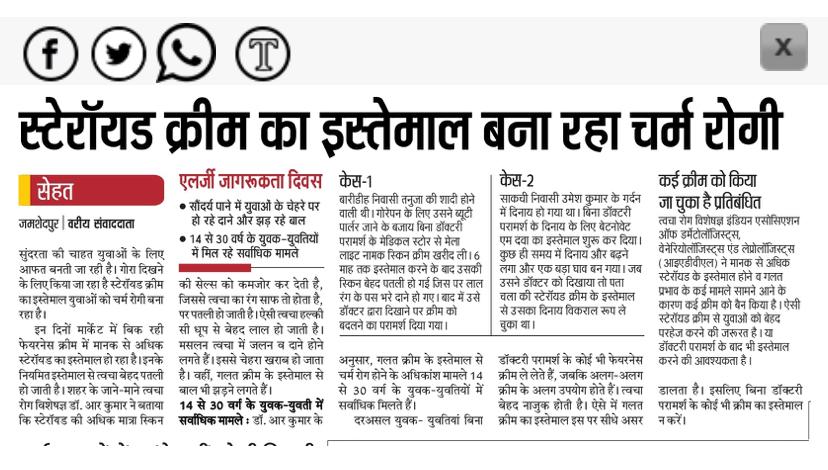 स्टेरॉयड क्रीम का इस्तेमाल बना रहा चर्म रोगी
सेहत
जमशेदपुर | वरीय संवाददाता
सुंदरता की चाहत युवाओं के लिए
आफत बनती जा रही है। गोरा दिखने
के लिए किया जा रहा है स्टेरॉयड क्रीम
का इस्तेमाल युवाओं को चर्म रोगी बना
रहा है।
इन दिनों मार्केट में बिक रही
फेयरनेस क्रीम में मानक से अधिक
स्टेरॉयड का इस्तेमाल हो रहा है। इनके
नियमित इस्तेमाल से त्वचा बेहद पतली
हो जाती है। शहर के जाने-माने त्वचा
रोग विशेषज्ञ डॉ. आर कुमार ने बताया
कि स्टेरॉयड की अधिक मात्रा स्किन
एलर्जी जागरूकता दिवस
● सौंदर्य पाने में युवाओं के चेहरे पर
हो रहे दाने और झड़ रहे बाल
● 14 से 30 वर्ष के युवक-युवतियों
में मिल रहे सर्वाधिक मामले
की सेल्स को कमजोर कर देती है,
जिससे त्वचा का रंग साफ तो होता है,
पर पतली हो जाती है। ऐसी त्वचा हल्की
सी धूप से बेहद लाल हो जाती है।
मसलन त्वचा में जलन व दाने होने
लगते हैं। इससे चेहरा खराब हो जाता
है। वहीं, गलत क्रीम के इस्तेमाल से
बाल भी झड़ने लगते हैं।
14 से 30 वर्ग के युवक-युवती में
सर्वाधिक मामले : डॉ. आर कुमार के
केस-1
बारीडीह निवासी तनुजा की शादी होने
वाली थी। गोरेपन के लिए उसने ब्यूटी
पार्लर जाने के बजाय बिना डॉक्टरी
परामर्श के मेडिकल स्टोर से मेला
लाइट नामक स्किन क्रीम खरीद ली। 6
माह तक इस्तेमाल करने के बाद उसकी
स्किन बेहद पतली हो गई जिस पर लाल
रंग के पस भरे दाने हो गए। बाद में उसे
डॉक्टर द्वारा दिखाने पर क्रीम को
बदलने का परामर्श दिया गया।
केस-2
साकची निवासी उमेश कुमार के गर्दन
में दिनाय हो गया था। बिना डॉक्टरी
परामर्श के दिनाय के लिए बेटनोवेट
एम दवा का इस्तेमाल शुरू कर दिया।
कुछ ही समय में दिनाय और बढ़ने
लगा और एक बड़ा घाव बन गया। जब
उसने डॉक्टर को दिखाया तो पता
चला की स्टेरॉयड क्रीम के इस्तेमाल
से उसका दिनाय विकराल रूप ले
चुका था।
अनुसार, गलत क्रीम के इस्तेमाल से
चर्म रोग होने के अधिकांश मामले 14
से 30 वर्ष के युवक-युवतियों में
सर्वाधिक मिलते हैं।
दरअसल युवक- युवतियां बिना
डॉक्टरी परामर्श के कोई भी फेयरनेस
क्रीम ले लेते हैं, जबकि अलग-अलग
क्रीम के अलग उपयोग होते हैं। त्वचा
बेहद नाजुक होती है। ऐसे में गलत
क्रीम का इस्तेमाल इस पर सीधे असर
कई क्रीम को किया
जा चुका है प्रतिबंधित
त्वचा रोग विशेषज्ञ इंडियन एसोसिएशन
ऑफ डर्मेटोलॉजिस्ट्स,
वेनेरियोलॉजिस्ट्स एंड लेप्रोलॉजिस्ट्स
(आइएडीवीएल) ने मानक से अधिक
स्टेरॉयड के इस्तेमाल होने व गलत
प्रभाव के कई मामले सामने आने के
कारण कई क्रीम को बैन किया है। ऐसी
स्टेरॉयड क्रीम से युवाओं को बेहद
परहेज करने की जरूरत है। या
डॉक्टरी परामर्श के बाद भी इस्तेमाल
करने की आवश्यकता है।
डालता है। इसलिए बिना डॉक्टरी
परामर्श के कोई भी क्रीम का इस्तेमाल
न करें।